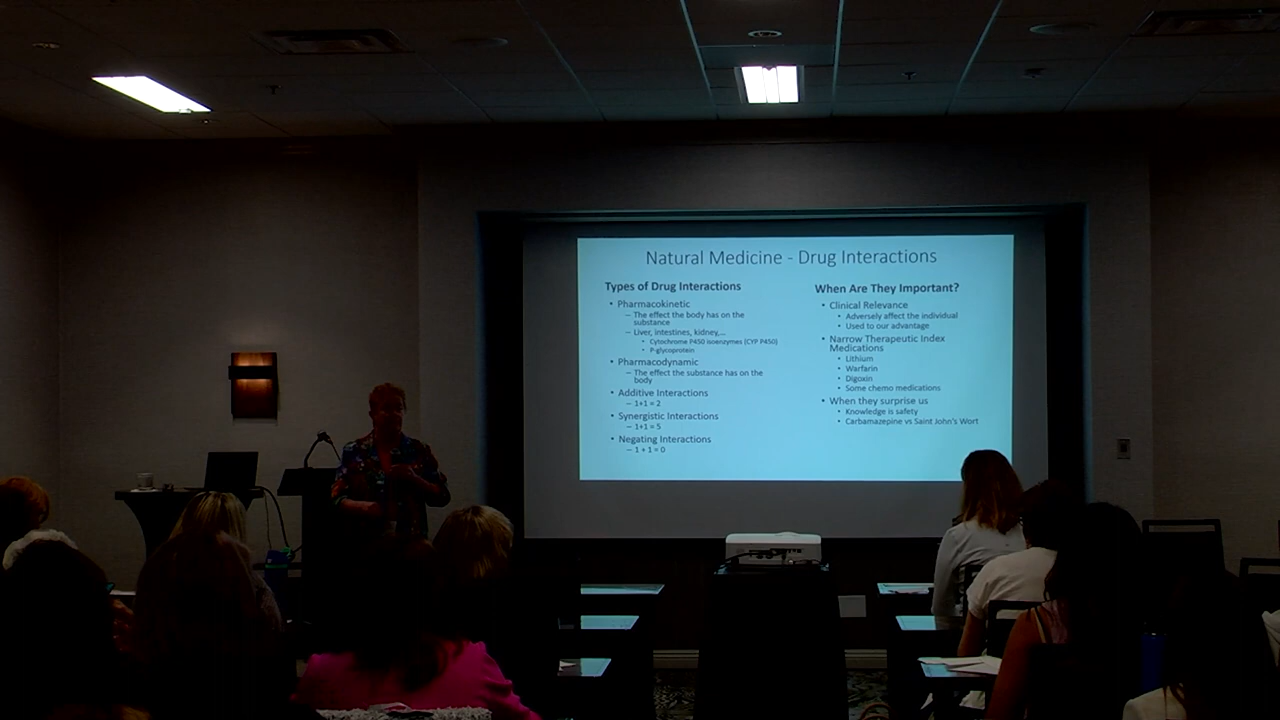 Natural Medicine - Drug Interactions
Types of Drug Interactions
• Pharmacokinetic
– The effect the body has on the
substance
– Liver, intestines, kidney,...
• Cytochrome P450 isoenzymes (CYP P450)
• P-glycoprotein
• Pharmacodynamic
– The effect the substance has on the
body
• Additive Interactions
– 1+1 = 2
• Synergistic Interactions
– 1+1 = 5
• Negating Interactions
– 1 + 1 = 0
When Are They Important?
• Clinical Relevance
• Adversely affect the individual
• Used to our advantage
• Narrow Therapeutic Index
Medications
• Lithium
• Warfarin
• Digoxin
• Some chemo medications
• When they surprise us
• Knowledge is safety
• Carbamazepine vs Saint John's Wort